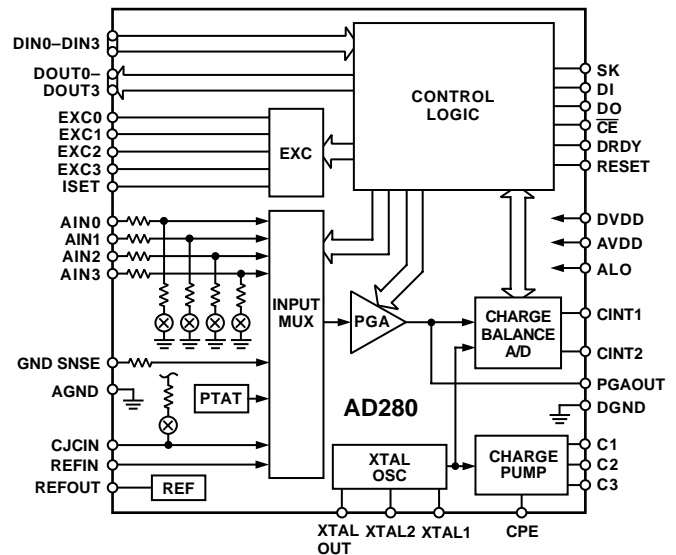 DIN0–DIN3
DOUT0–
DOUT3
EXC0
EXC1
EXC2
EXC3
ISET
AIN0
AIN1
AIN2
AIN3
GND SNSE
AGND
CJCIN
REFIN
REFOUT
EXC
INPUT
MUX
PTAT
REF
CONTROL
LOGIC
PGA
AD280
XTAL
OSC
CHARGE
BALANCE
A/D
CHARGE
PUMP
SK
DI
DO
CE
DRDY
RESET
DVDD
AVDD
ALO
CINT1
CINT2
PGAOUT
DGND
C1
C2
C3
XTAL
OUT
XTAL2
XTAL1
CPE